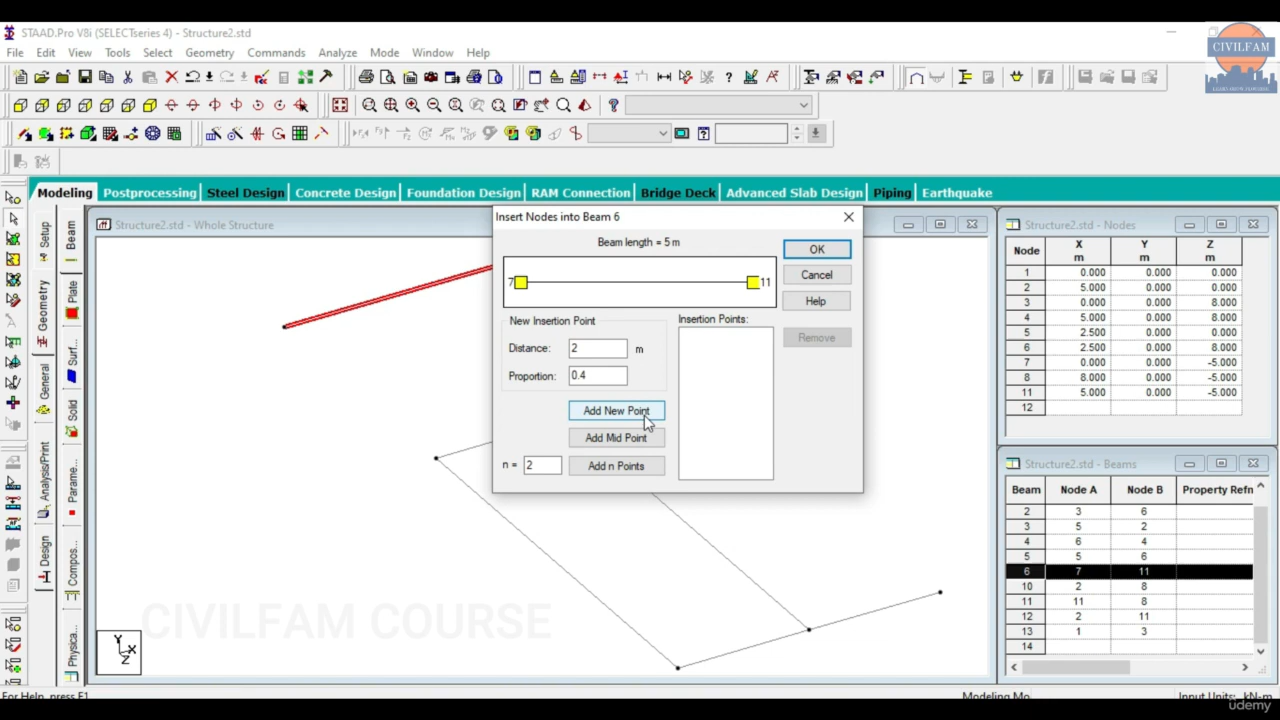 STAAD.Pro V8i (SELECTseries 4) - Structure2.std
CIVILFAM
File Edit View Tools Select Geometry Commands Analyze Mode Window Help
Modeling Postprocessing Steel Design Concrete Design Foundation Design RAM Connection Bridge Deck Advanced Slab Design Piping Earthquake
Setup
Geometry
General
Analysis/Print
Design
Beam
Plate
Surf...
Solid
Parame...
Compos...
Physica...
Structure2.std - Whole Structure
Insert Nodes into Beam 6
Beam length = 5 m
7
11
OK
Cancel
Help
Remove
New Insertion Point
Distance: 2 m
Proportion: 0.4
Add New Point
Add Mid Point
n = 2 Add n Points
Insertion Points:
Structure2.std - Nodes
Node X m Y m Z m
1 0.000 0.000 0.000
2 5.000 0.000 0.000
3 0.000 0.000 8.000
4 5.000 0.000 8.000
5 2.500 0.000 0.000
6 2.500 0.000 8.000
7 0.000 0.000 -5.000
8 8.000 0.000 -5.000
11 5.000 0.000 -5.000
12
Structure2.std - Beams
Beam Node A Node B Property Refn
2 3 6
3 5 2
4 6 4
5 5 6
6 7 11
10 2 8
11 11 8
12 2 11
13 1 3
14
CIVILFAM COURSE
Y
X
Z
For Help, press F1
Modeling Mo
Input Units: kN-m
udemy